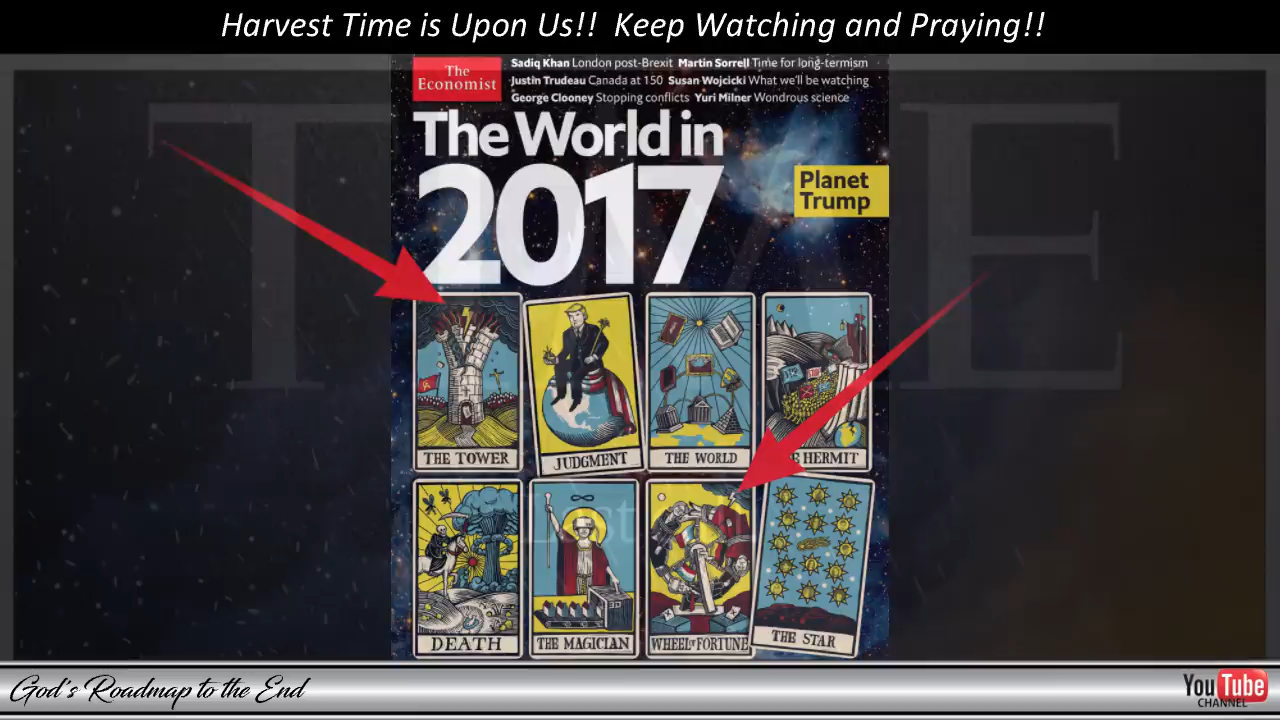 Harvest Time is Upon Us!! Keep Watching and Praying!!
The
Economist
Sadiq Khan London post-Brexit Martin Sorrell Time for long-termism
Justin Trudeau Canada at 150 Susan Wojcicki What we'll be watching
George Clooney Stopping conflicts Yuri Milner Wondrous science
The World in
2017
Planet
Trump
THE TOWER
JUDGMENT
THE WORLD
HERMIT
DEATH
THE MAGICIAN
WHEEL OF FORTUNE
THE STAR
God's Roadmap to the End
YouTube
CHANNEL